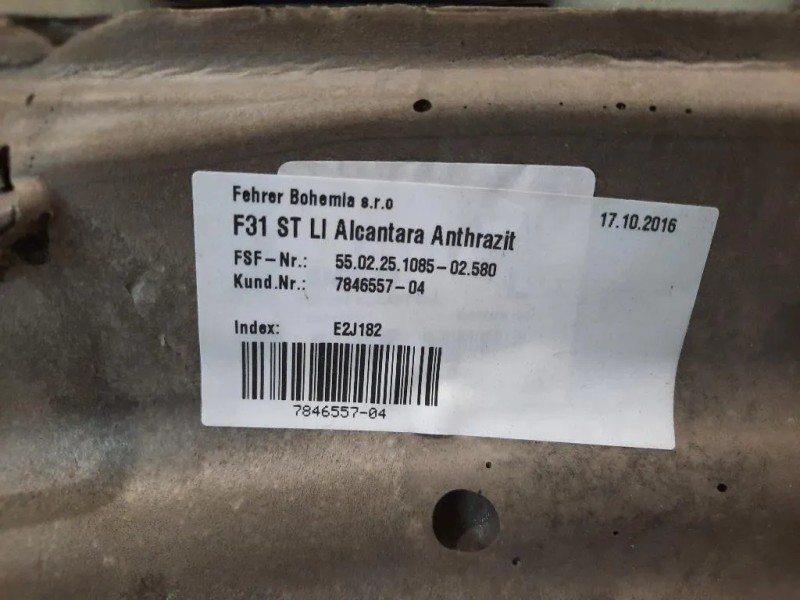 Fehrer Bohemia s.r.o
17.10.2016
F31 ST LI Alcantara Anthrazit
FSF-Nr.: 55.02.25.1085-02.580
Kund.Nr.: 7846557-04
Index: E2J182
7846557-04